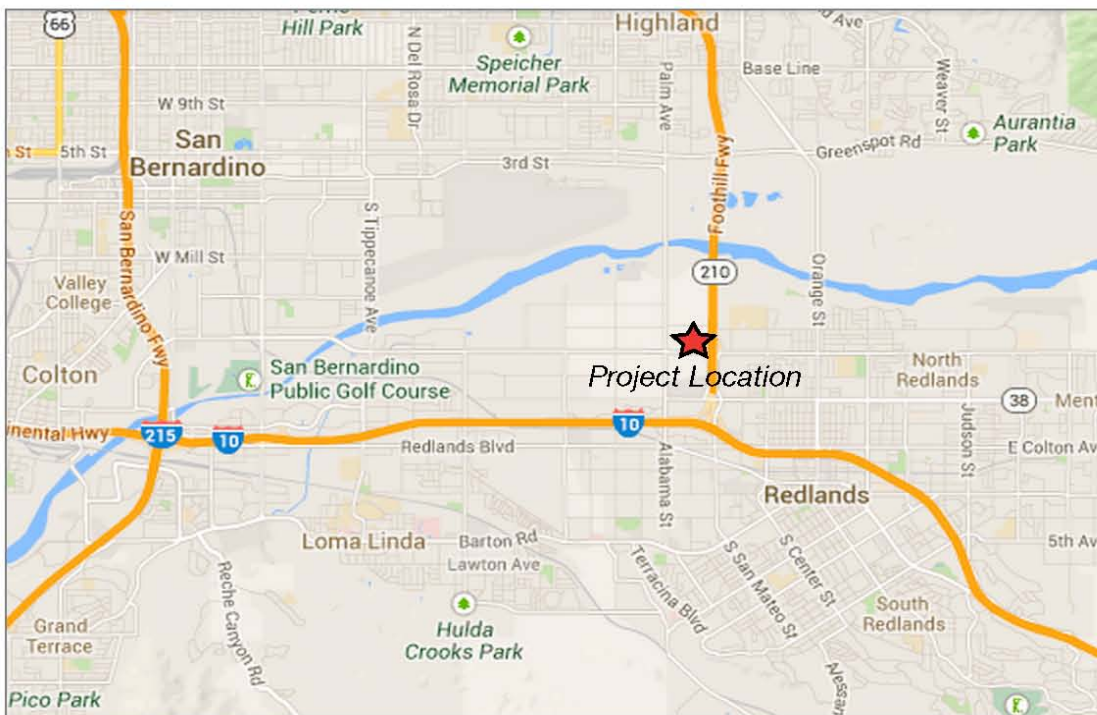 66
Hill Park
Highland
N Del Rosa Dr
Speicher
Memorial Park
Palm Ave
Base Line
Weaver St
Aurantia
Park
Greenspot Rd
W 9th St
San
Bernardino
5th St
3rd St
Foothill Fwy
San Bernardino Fwy
S Tippecanoe Ave
W Mill St
Valley
College
210
Orange St
Project Location
San Bernardino
Public Golf Course
Colton
North
Redlands
38
Judson St
215
10
10
Redlands Blvd
E Colton Av
Alabama St
Redlands
Loma Linda
Barton Rd
Lawton Ave
5th Av
Terracina Blvd
S San Mateo St
S Center St
South
Redlands
Reche Canyon Rd
Grand
Terrace
Hulda
Crooks Park
Pico Park